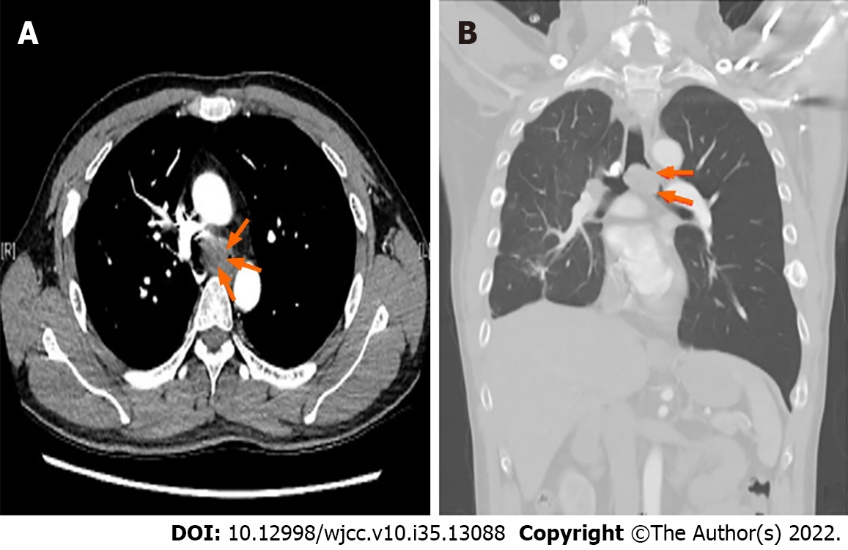 A
B
[R]
[L
DOI: 10.12998/wjcc.v10.i35.13088 Copyright ©The Author(s) 2022.